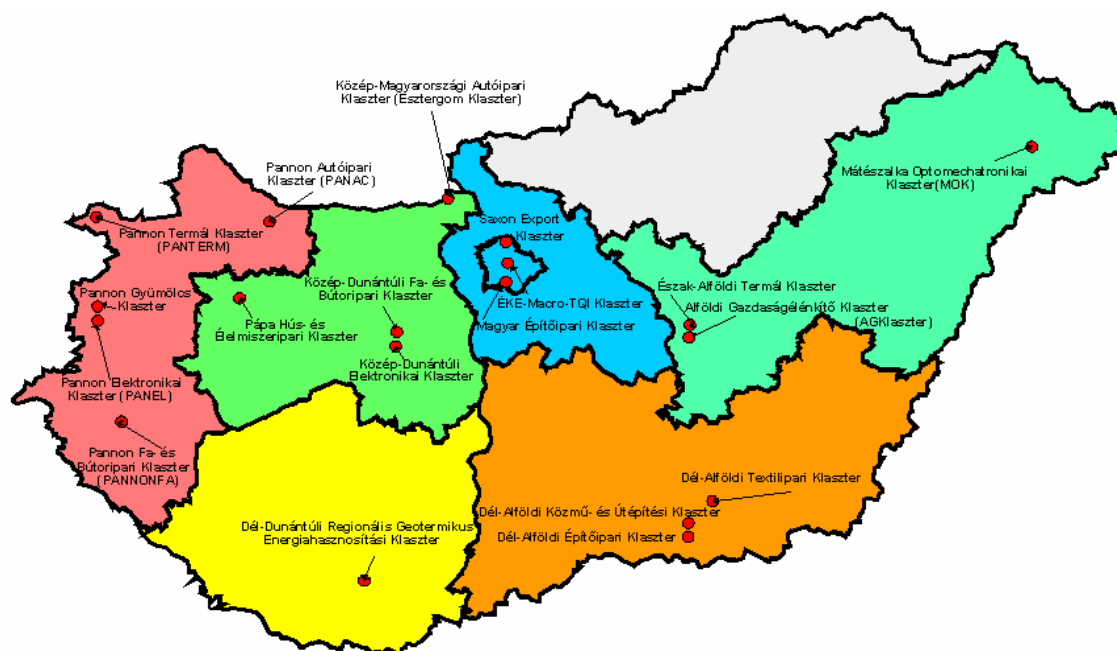 Közép-Magyarországi Autóipari
Klaszter (Esztergom Klaszter)
Pannon Autóipari
Klaszter (PANAC)
Mátészalka Optomechatronikai
Klaszter(MOK)
Pannon Termál Klaszter
(PANTERM)
Saxon Export
Klaszter
Pannon Gyümölcs
Klaszter
Közép-Dunántúli Fa- és
Bútoripari Klaszter
Észak-Alföldi Termál Klaszter
ÉKE-Macro-TQI Klaszter
Alföldi Gazdaságélénkítő Klaszter
(AGKlaszter)
Pápa Hús- és
Élelmiszeripari Klaszter
Magyar Építőipari Klaszter
Közép-Dunántúli
Elektronikai Klaszter
Pannon Elektronikai
Klaszter (PANEL)
Pannon Fa- és
Bútoripari Klaszter
(PANNONFA)
Dél-Alföldi Textilipari Klaszter
Dél-Alföldi Közmű- és Útépítési Klaszter
Dél-Alföldi Építőipari Klaszter
Dél-Dunántúli Regionális Geotermikus
Energiahasznosítási Klaszter